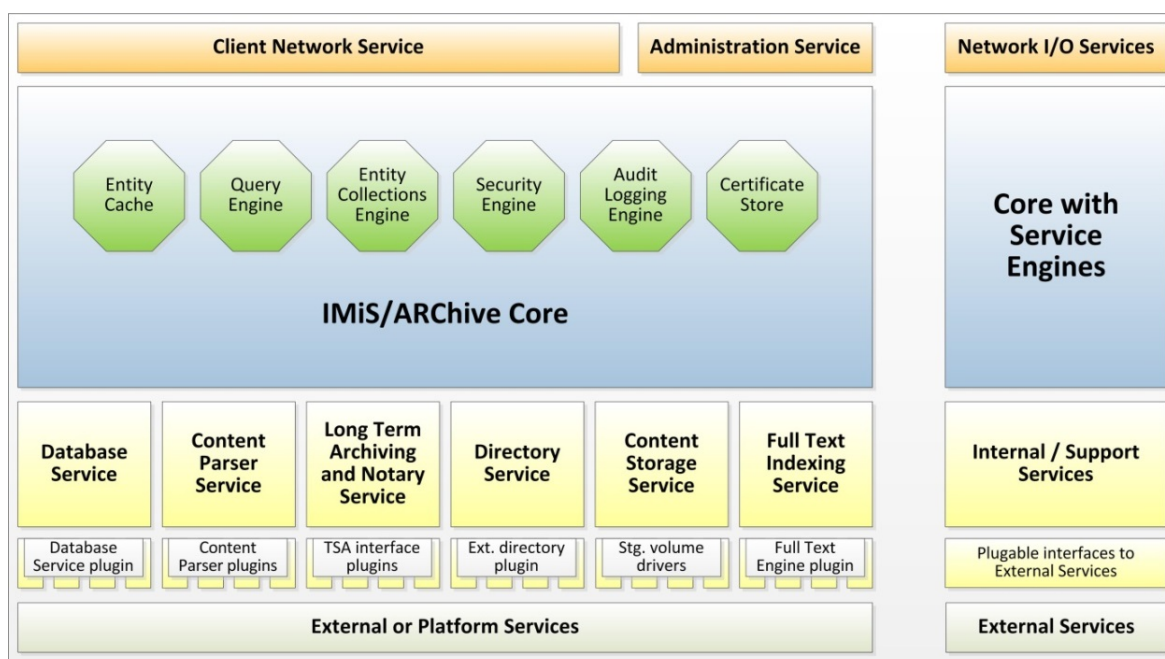 Client Network Service
Administration Service
Network I/O Services
Entity
Cache
Query
Engine
Entity
Collections
Engine
Security
Engine
Audit
Logging
Engine
Certificate
Store
IMiS/ARChive Core
Core with
Service
Engines
Database
Service
Content
Parser
Service
Long Term
Archiving
and Notary
Service
Directory
Service
Content
Storage
Service
Full Text
Indexing
Service
Internal / Support
Services
Database
Service plugin
Content
Parser plugins
TSA interface
plugins
Ext. directory
plugin
Stg. volume
drivers
Full Text
Engine plugin
Plugable interfaces to
External Services
External or Platform Services
External Services